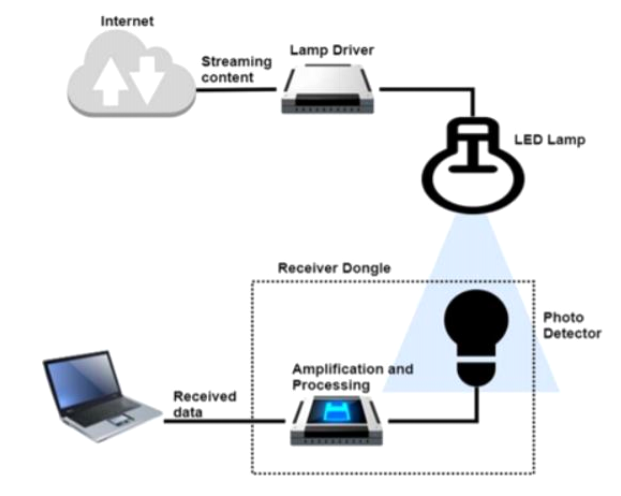 Internet
Streaming
content
Lamp Driver
LED Lamp
Receiver Dongle
Photo
Detector
Amplification and
Processing
Received
data